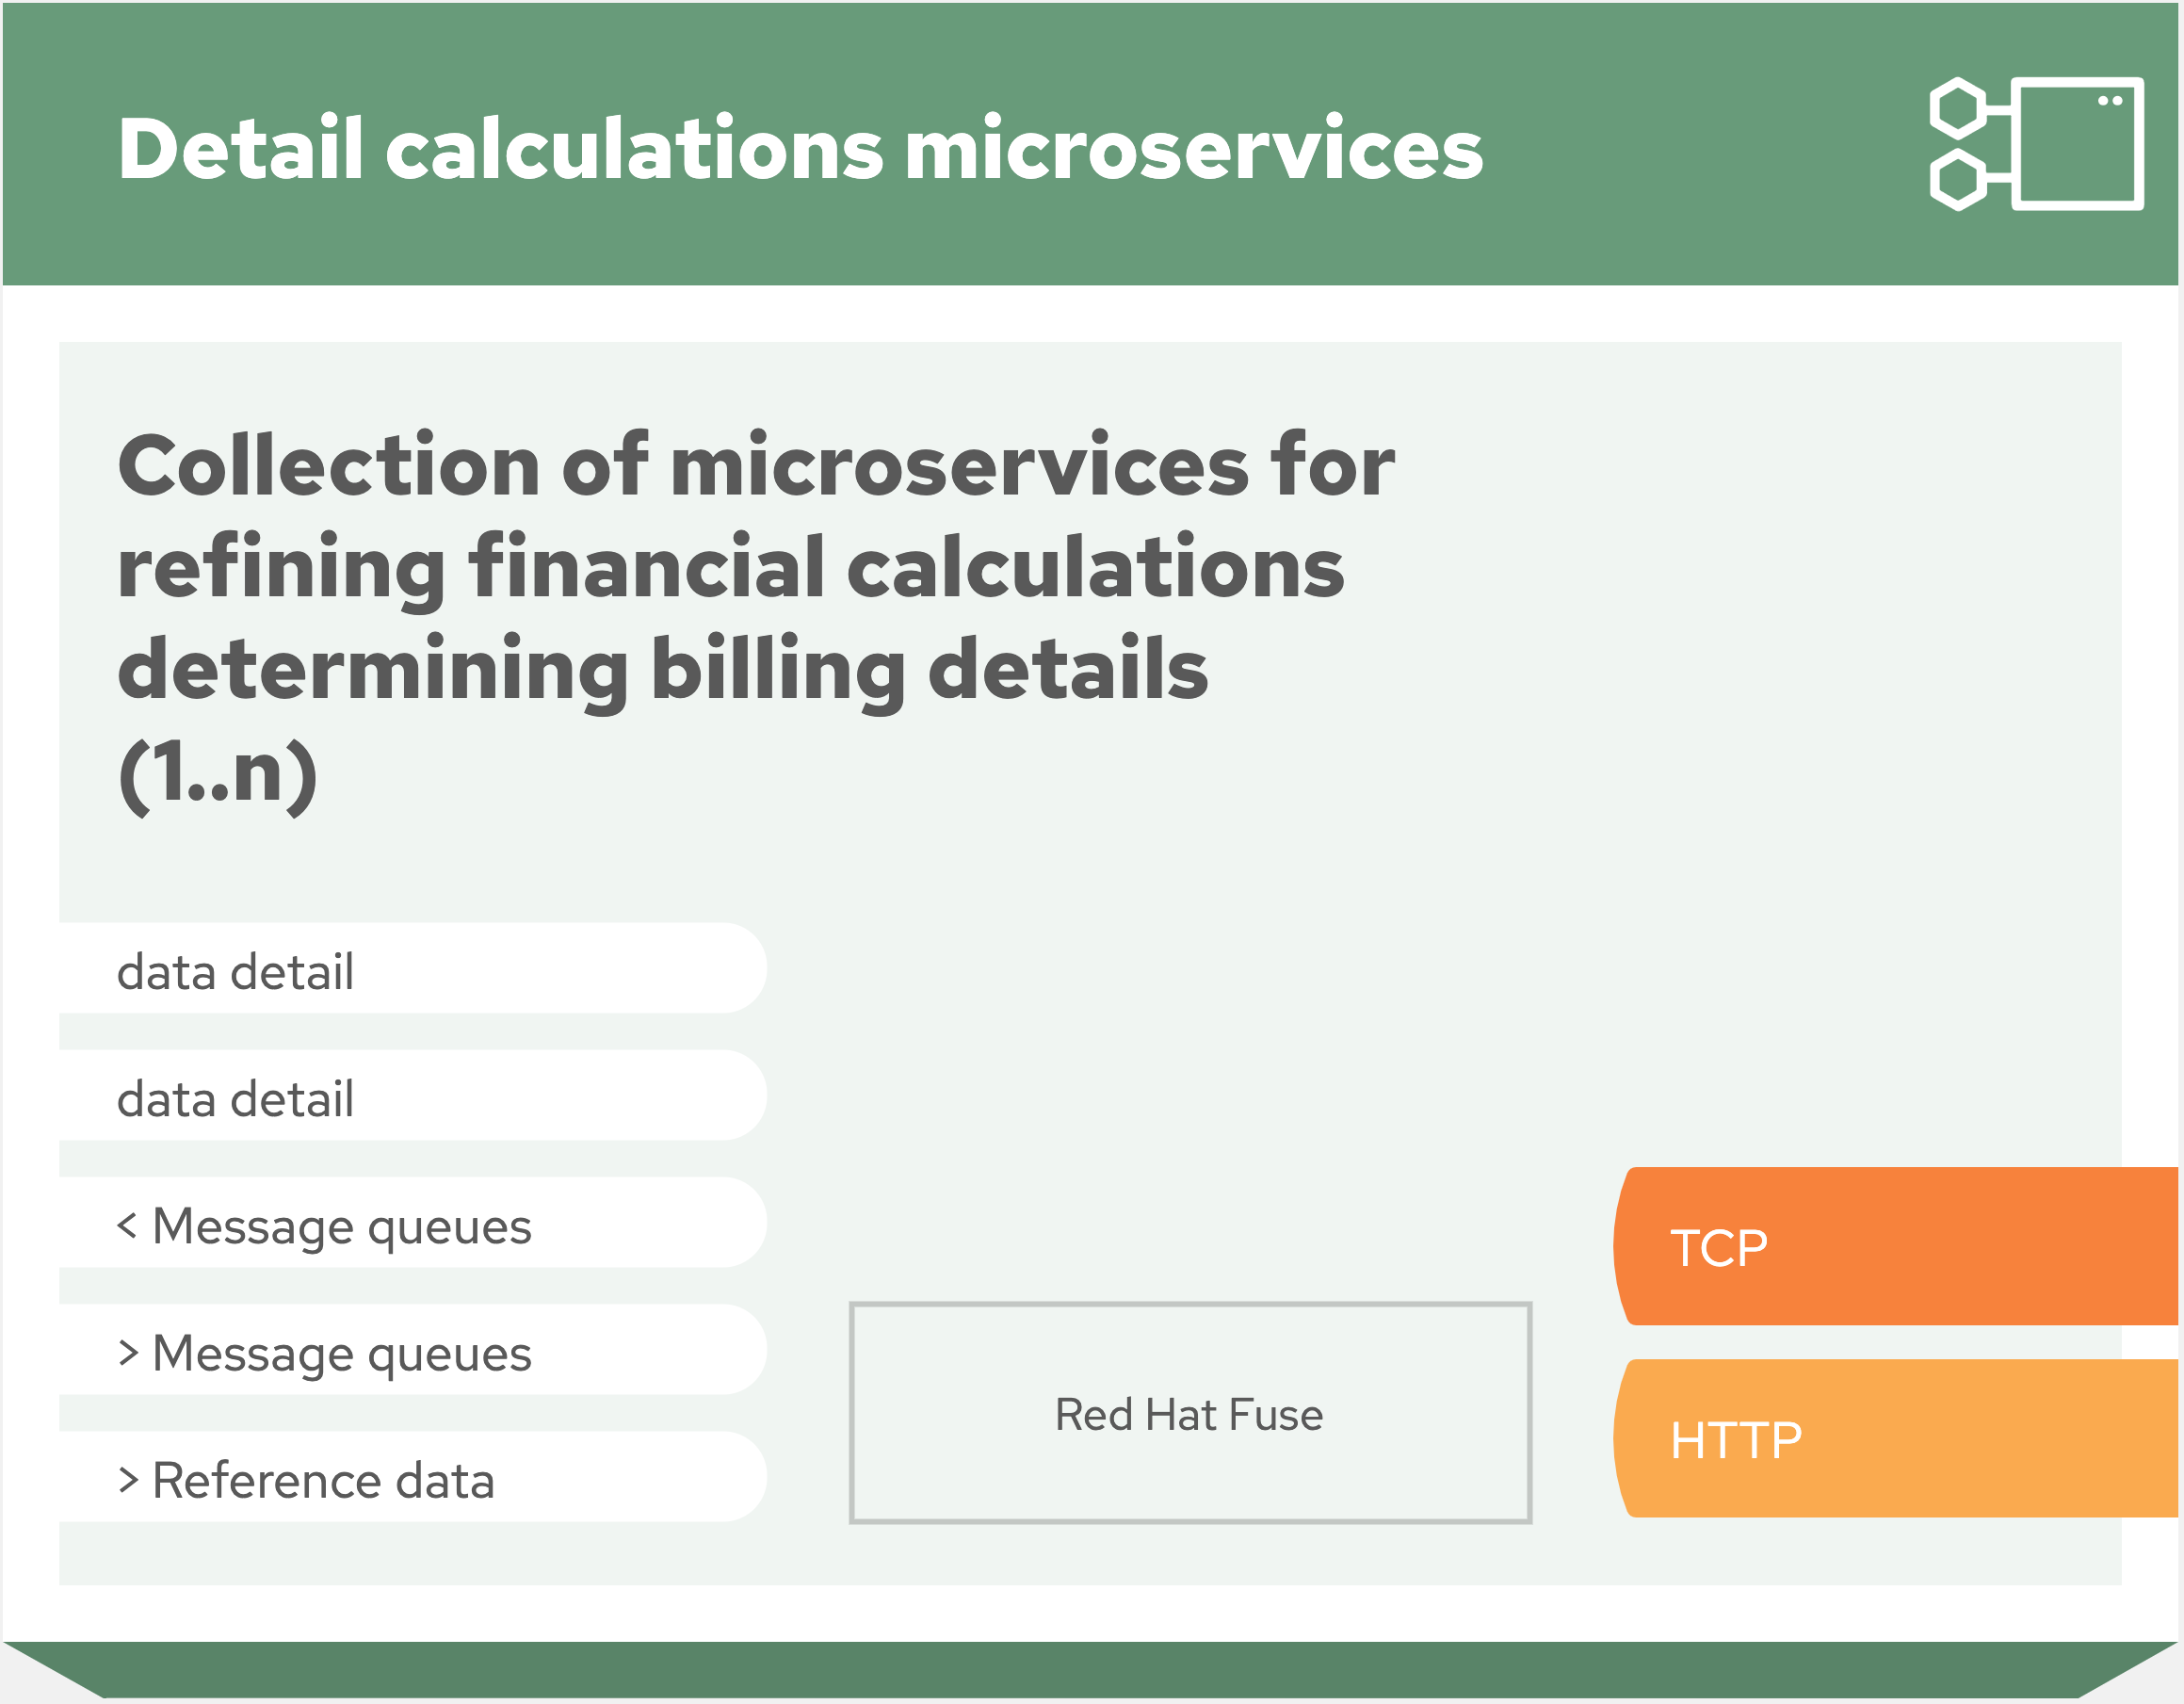 Detail calculations microservices
Collection of microservices for
refining financial calculations
determining billing details
(1..n)
data detail
data detail
< Message queues
> Message queues
> Reference data
Red Hat Fuse
TCP
HTTP